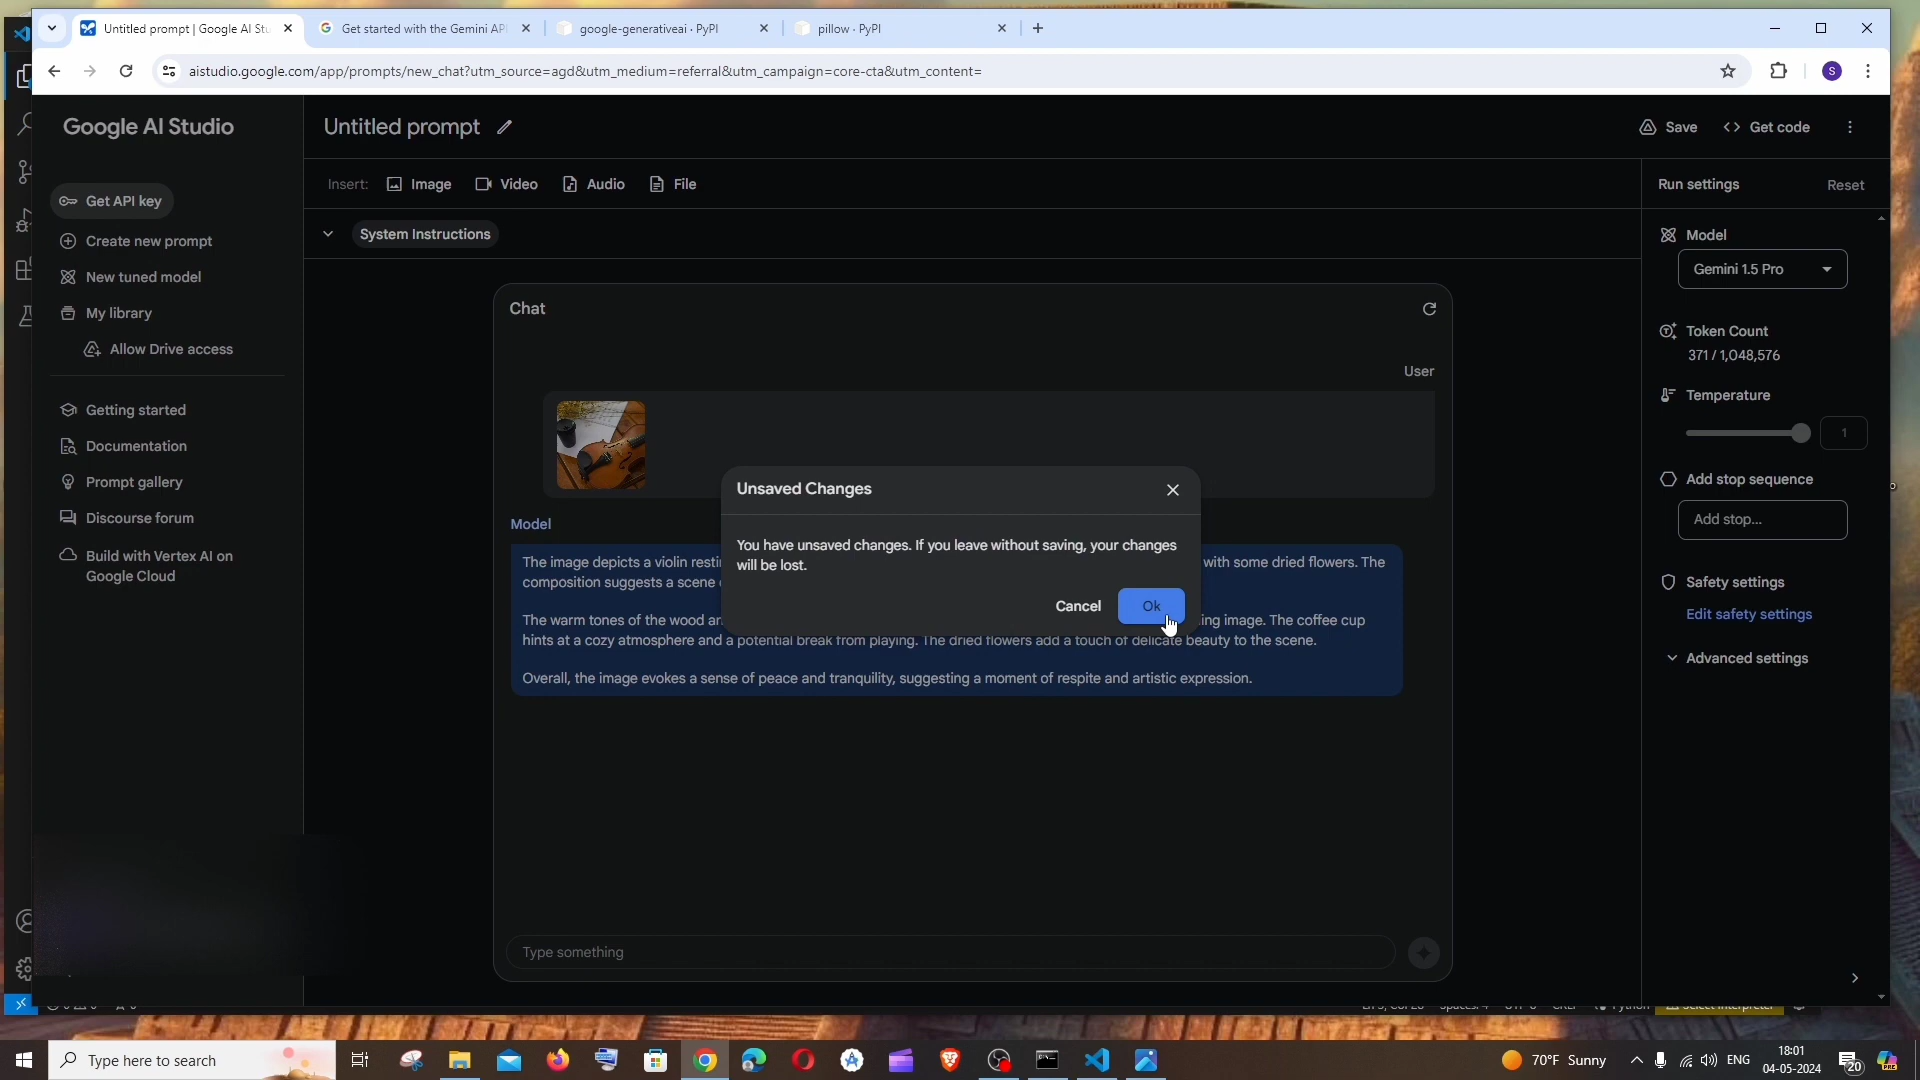 Untitled prompt | Google AI Stu
Get started with the Gemini API
google-generativeai · PyPI
pillow · PyPI
aistudio.google.com/app/prompts/new_chat?utm_source=agd&utm_medium=referral&utm_campaign=core-cta&utm_content=
S
Google AI Studio
Untitled prompt
Save
Get code
Get API key
Create new prompt
New tuned model
My library
Allow Drive access
Getting started
Documentation
Prompt gallery
Discourse forum
Build with Vertex AI on
Google Cloud
Insert:
Image
Video
Audio
File
System Instructions
Chat
User
Model
The image depicts a violin
with some dried flowers. The
composition suggests a scene
The warm tones of the wood
image. The coffee cup
hints at a cozy atmosphere and a potential break from playing. The dried flowers add a touch of delicate beauty to the scene.
Overall, the image evokes a sense of peace and tranquility, suggesting a moment of respite and artistic expression.
Unsaved Changes
You have unsaved changes. If you leave without saving, your changes
will be lost.
Cancel
Ok
Type something
Run settings
Reset
Model
Gemini 1.5 Pro
Token Count
371 / 1,048,576
Temperature
1
Add stop sequence
Add stop...
Safety settings
Edit safety settings
Advanced settings
Type here to search
70°F Sunny
ENG
18:01
04-05-2024
20
PRE